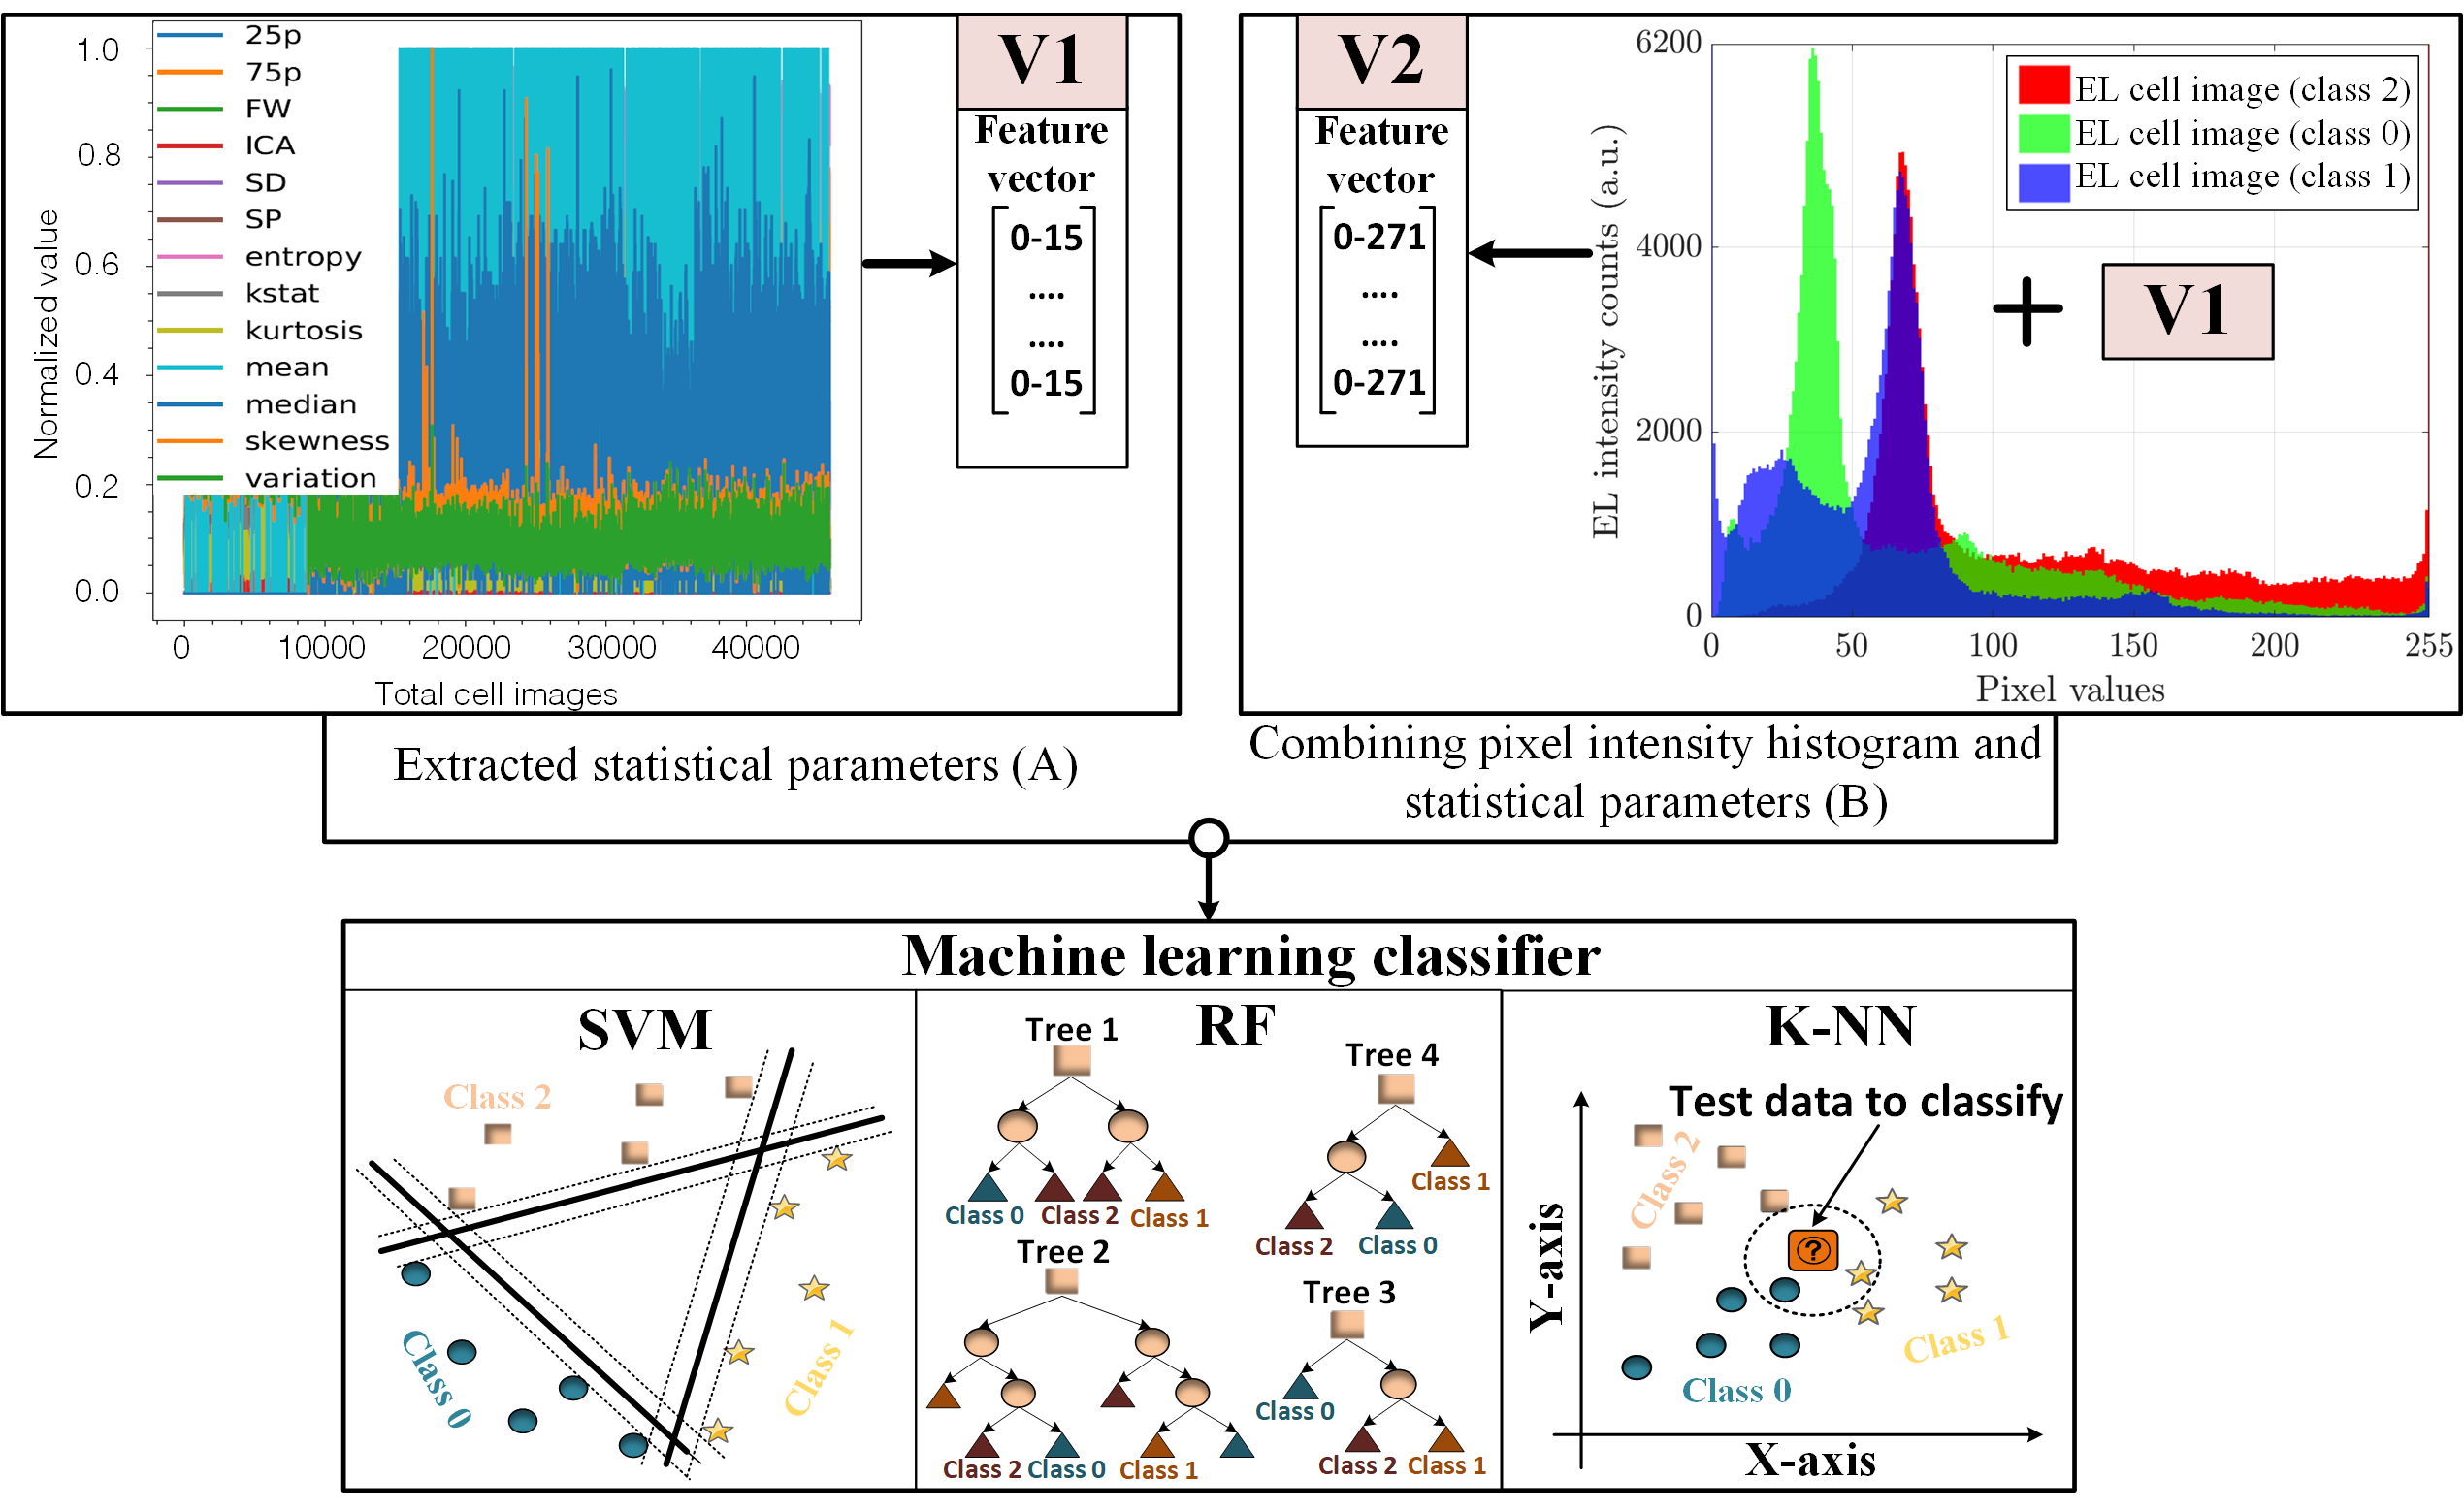 1.0
0.8
0.6
0.4
0.2
0.0
Normalized value
25p
75p
FW
ICA
SD
SP
entropy
kstat
kurtosis
mean
median
skewness
variation
0 10000 20000 30000 40000
Total cell images
V1
Feature
vector
0-15
....
....
0-15
V2
Feature
vector
0-271
....
....
0-271
6200
4000
2000
0
EL intensity counts (a.u.)
EL cell image (class 2)
EL cell image (class 0)
EL cell image (class 1)
+
V1
0 50 100 150 200 255
Pixel values
Extracted statistical parameters (A)
Combining pixel intensity histogram and
statistical parameters (B)
Machine learning classifier
SVM
Class 2
Class 0
Class 1
RF
Tree 1
Class 0 Class 2 Class 1
Tree 4
Class 1
Class 2 Class 0
Tree 2
Class 2 Class 0 Class 1
Tree 3
Class 0
Class 2 Class 1
K-NN
Test data to classify
Class 2
?
Class 1
Class 0
Y-axis
X-axis